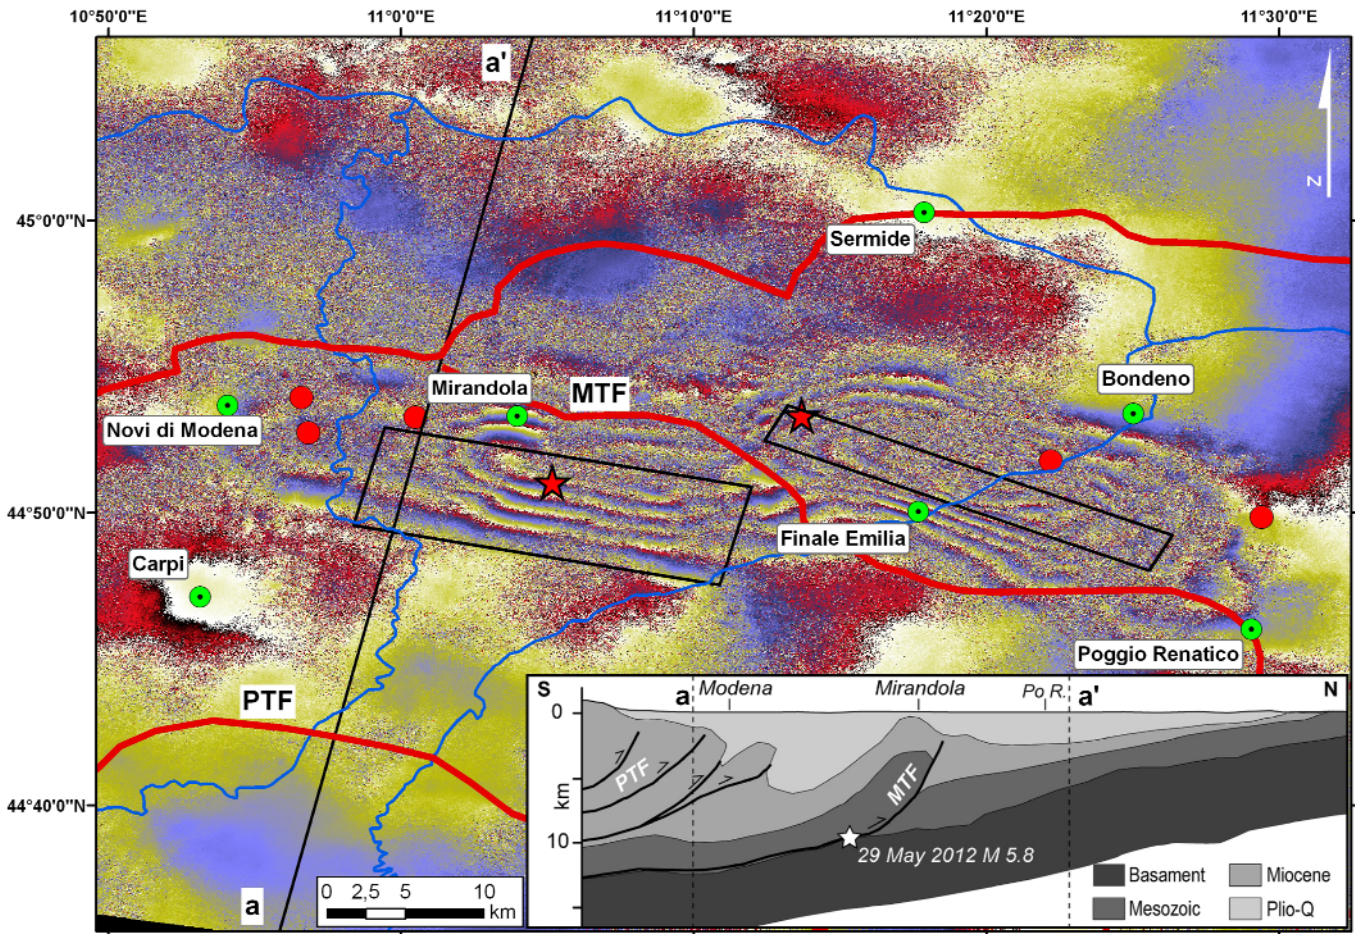 10°50'0"E
11°0'0"E
11°10'0"E
11°20'0"E
11°30'0"E
a'
z
45°0'0"N
Sermide
Mirandola
MTF
Bondeno
Novi di Modena
44°50'0"N
Finale Emilia
Carpi
Poggio Renatico
PTF
S
a
Modena
Mirandola
Po R.
a'
N
0
PTF
MTF
km
44°40'0"N
10
29 May 2012 M 5.8
0 2,5 5 10
km
a
Basament
Miocene
Mesozoic
Plio-Q